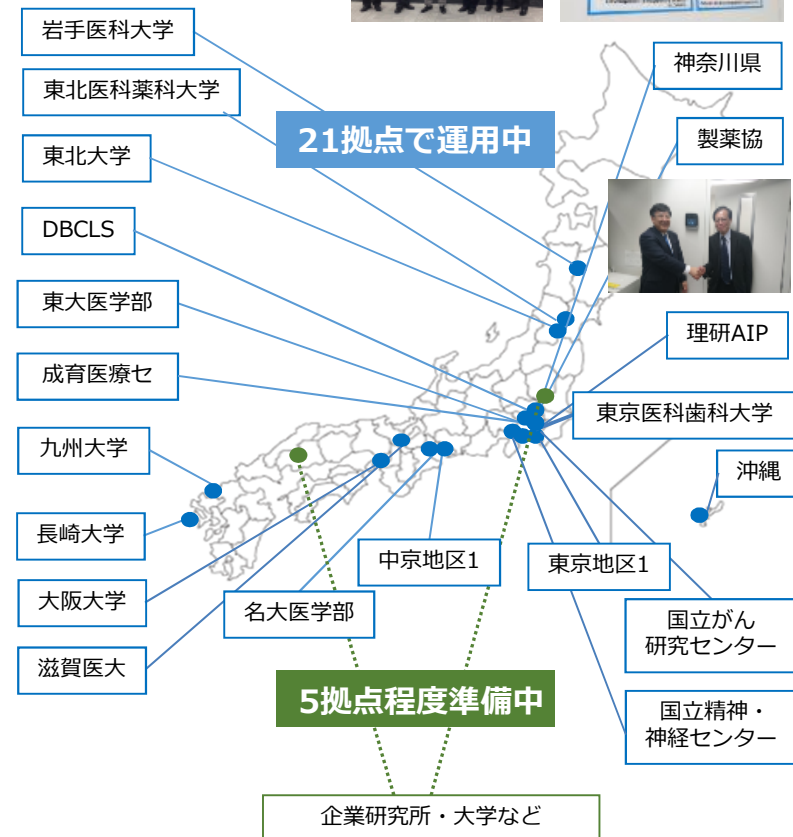 岩手医科大学
東北医科薬科大学
東北大学
DBCLS
東大医学部
成育医療セ
九州大学
長崎大学
大阪大学
滋賀医大
21拠点で運用中
神奈川県
製薬協
理研AIP
東京医科歯科大学
沖縄
中京地区1
東京地区1
名大医学部
国立がん
研究センター
国立精神・
神経センター
5拠点程度準備中
企業研究所・大学など